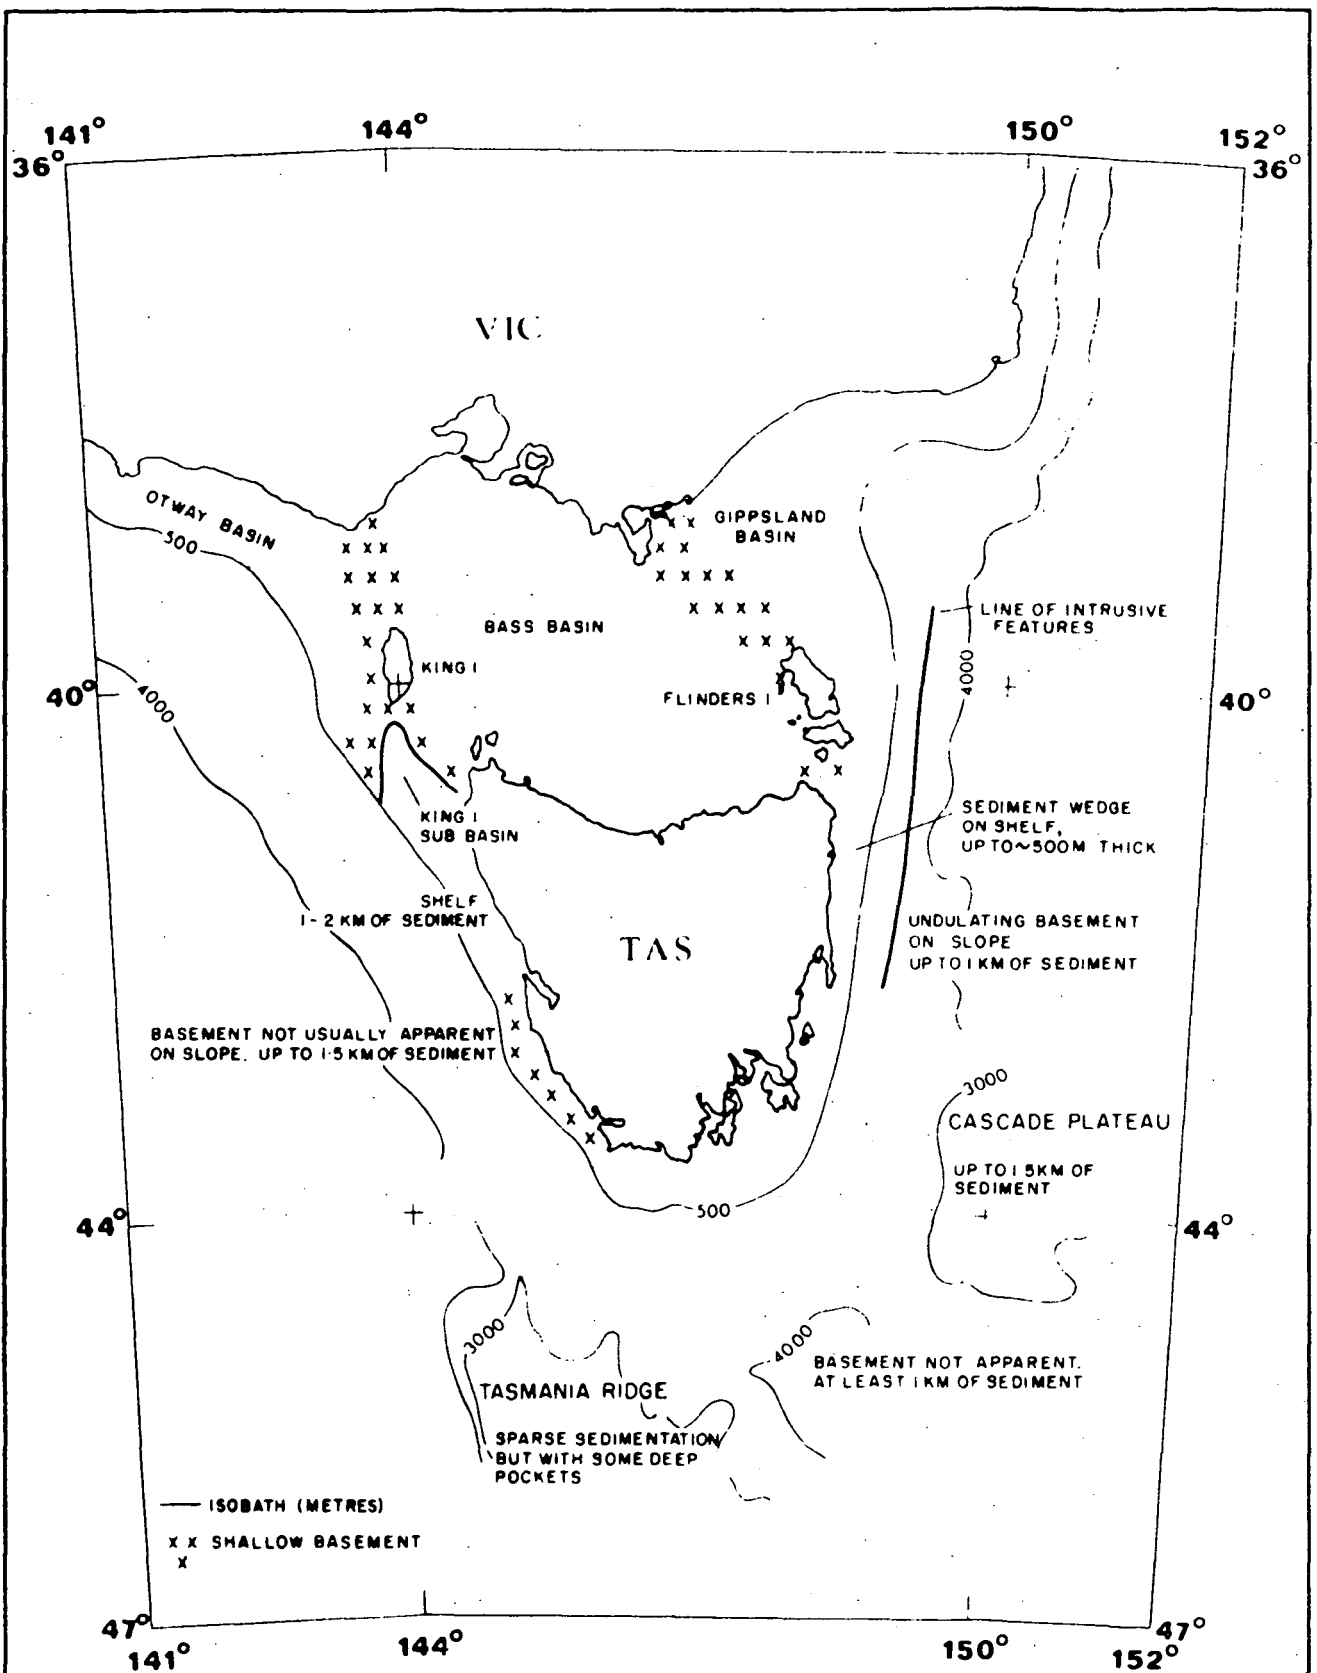 141°
144°
150°
152°
36°
36°
VIC
OTWAY BASIN
500
GIPPSLAND
BASIN
BASS BASIN
LINE OF INTRUSIVE
FEATURES
KING I
FLINDERS I
4000
40°
4000
40°
KING I
SUB BASIN
SEDIMENT WEDGE
ON SHELF,
UP TO ~500M THICK
SHELF
1-2 KM OF SEDIMENT
TAS
UNDULATING BASEMENT
ON SLOPE
UP TO 1 KM OF SEDIMENT
BASEMENT NOT USUALLY APPARENT
ON SLOPE. UP TO 1·5 KM OF SEDIMENT
3000
CASCADE PLATEAU
UP TO 1 5KM OF
SEDIMENT
44°
500
44°
3000
4000
BASEMENT NOT APPARENT.
AT LEAST 1 KM OF SEDIMENT
TASMANIA RIDGE
SPARSE SEDIMENTATION
BUT WITH SOME DEEP
POCKETS
ISOBATH (METRES)
X X SHALLOW BASEMENT
X
47°
47°
141°
144°
150°
152°